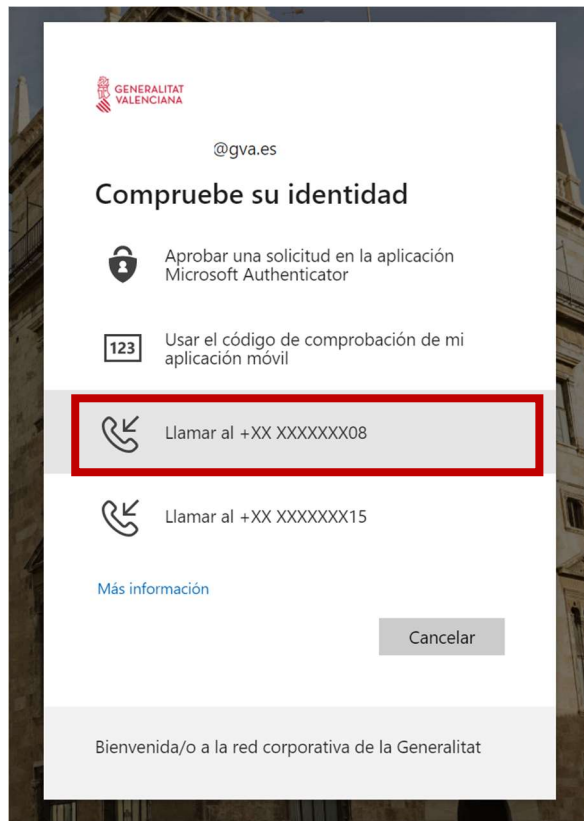 GENERALITAT
VALENCIANA
@gva.es
Compruebe su identidad
Aprobar una solicitud en la aplicación
Microsoft Authenticator
123
Usar el código de comprobación de mi
aplicación móvil
Llamar al +XX XXXXXXX08
Llamar al +XX XXXXXXX15
Más información
Cancelar
Bienvenida/o a la red corporativa de la Generalitat